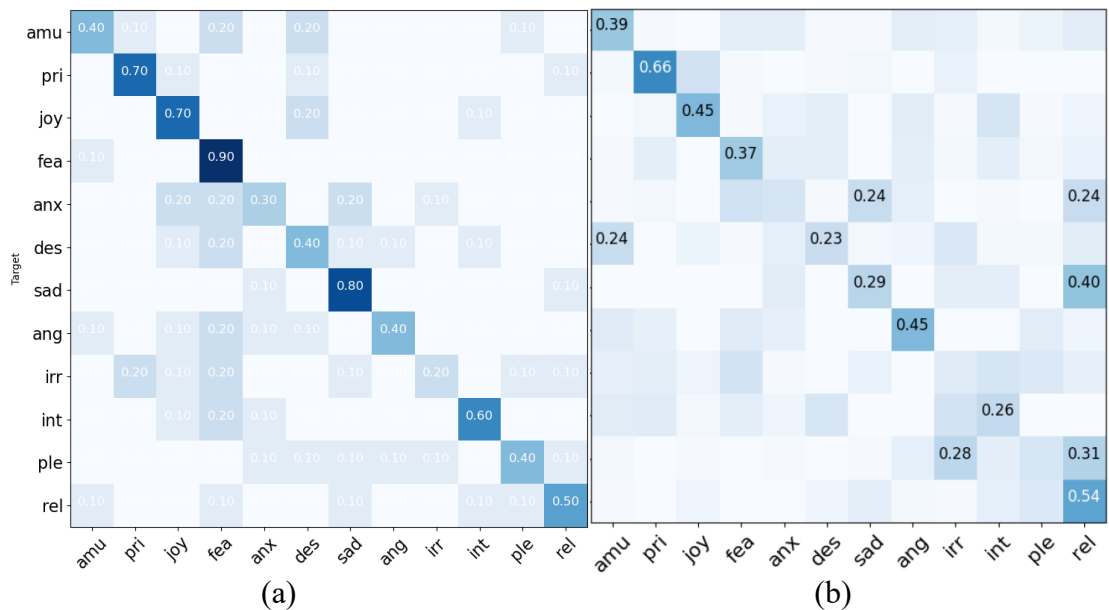 amu 0.40 0.10 0.20 0.20 0.10 0.39
pri 0.70 0.10 0.10 0.10 0.66
joy 0.70 0.20 0.10 0.45
fea 0.10 0.90 0.37
anx 0.20 0.20 0.30 0.20 0.10 0.24 0.24
des 0.10 0.20 0.40 0.10 0.10 0.10 0.24 0.23
Target
sad 0.10 0.80 0.10 0.29 0.40
ang 0.10 0.10 0.20 0.10 0.10 0.40 0.45
irr 0.20 0.10 0.20 0.10 0.20 0.10 0.10
int 0.10 0.20 0.10 0.60 0.26
ple 0.10 0.10 0.10 0.10 0.10 0.40 0.10 0.28 0.31
rel 0.10 0.10 0.10 0.10 0.10 0.50 0.54
amu pri joy fea anx des sad ang irr int ple rel
amu pri joy fea anx des sad ang irr int ple rel
(a)
(b)